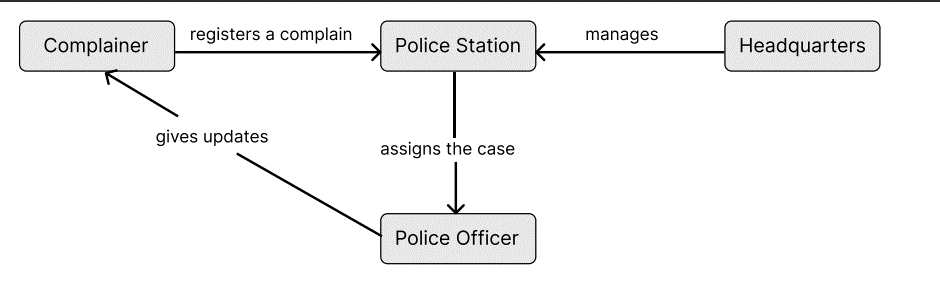 Complainer
registers a complain
Police Station
manages
Headquarters
gives updates
assigns the case
Police Officer